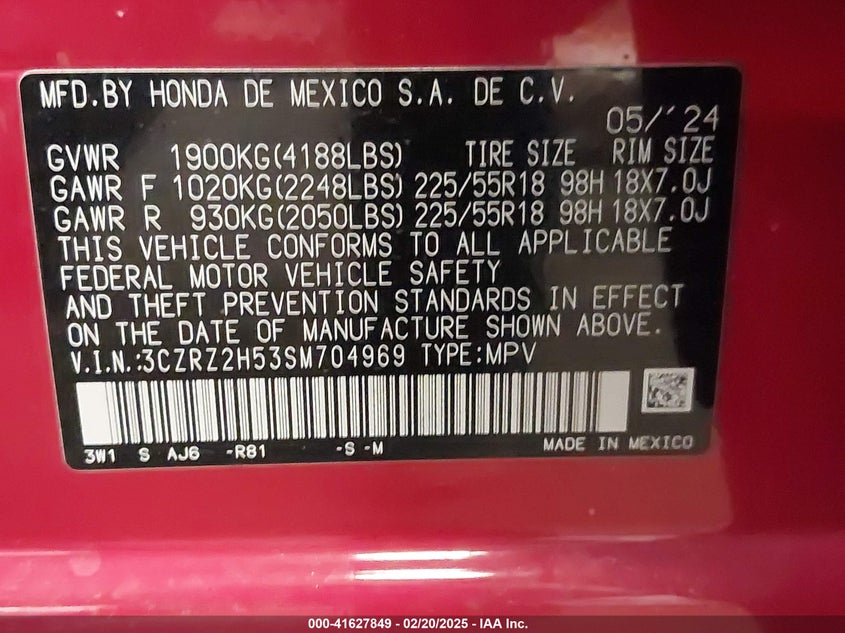 MFD.BY HONDA DE MEXICO S.A. DE C.V.
05/'24
GVWR 1900KG(4188LBS) TIRE SIZE RIM SIZE
GAWR F 1020KG(2248LBS) 225/55R18 98H 18X7.0J
GAWR R 930KG(2050LBS) 225/55R18 98H 18X7.0J
THIS VEHICLE CONFORMS TO ALL APPLICABLE
FEDERAL MOTOR VEHICLE SAFETY
AND THEFT PREVENTION STANDARDS IN EFFECT
ON THE DATE OF MANUFACTURE SHOWN ABOVE.
V.I.N.:3CZRZ2H53SM704969 TYPE:MPV
3W1 S AJ6 -R81 -S -M MADE IN MEXICO
000-41627849 – 02/20/2025 – IAA Inc.